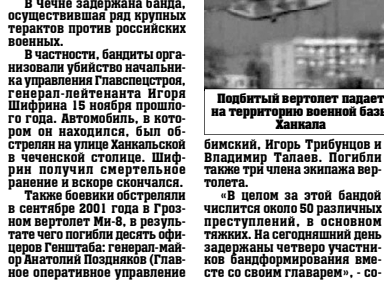 В Чечне задержана банда,
осуществившая ряд крупных
терактов против российских
военных.
В частности, бандиты орга-
низовали убийство начальни-
ка управления Главспецстроя,
генерал-лейтенанта Игоря
Шифрина 15 ноября прошло-
го года. Автомобиль, в кото-
ром он находился, был об-
стрелян на улице Ханкальской
в чеченской столице. Шиф-
рин получил смертельное
ранение и вскоре скончался.
Также боевики обстреляли
в сентябре 2001 года в Гроз-
ном вертолет Ми-8, в резуль-
тате чего погибли десять офи-
церов Генштаба: генерал-май-
ор Анатолий Поздняков (Глав-
ное оперативное управление
Подбитый вертолет падает
на территорию военной базы
Ханкала
бимский, Игорь Трибунцов и
Владимир Талаев. Погибли
также три члена экипажа вер-
толета.
«В целом за этой бандой
числится около 50 различных
преступлений, в основном
тяжких. На сегодняшний день
задержаны четверо участни-
ков бандформирования вме-
сте со своим главарем», - со-